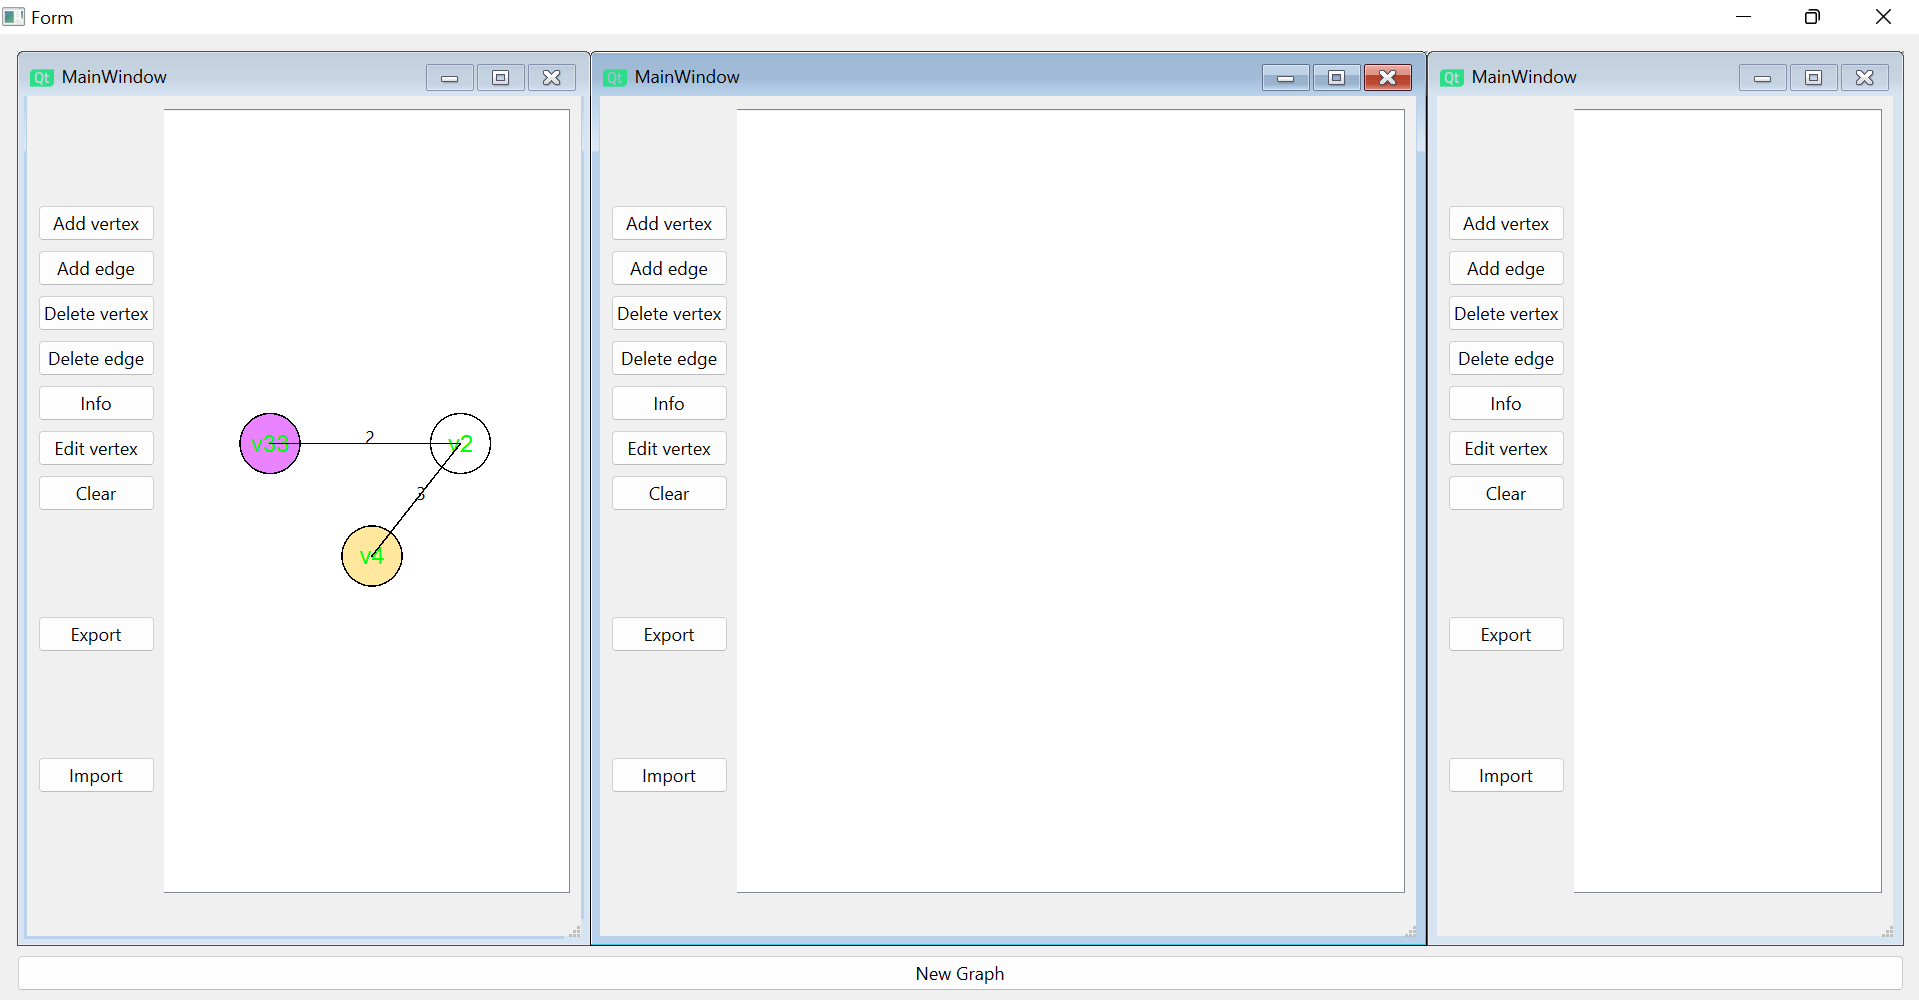 Form
Qt MainWindow
Add vertex
Add edge
Delete vertex
Delete edge
Info
Edit vertex
Clear
Export
Import
v33
2
v2
3
v4
Qt MainWindow
Add vertex
Add edge
Delete vertex
Delete edge
Info
Edit vertex
Clear
Export
Import
Qt MainWindow
Add vertex
Add edge
Delete vertex
Delete edge
Info
Edit vertex
Clear
Export
Import
New Graph